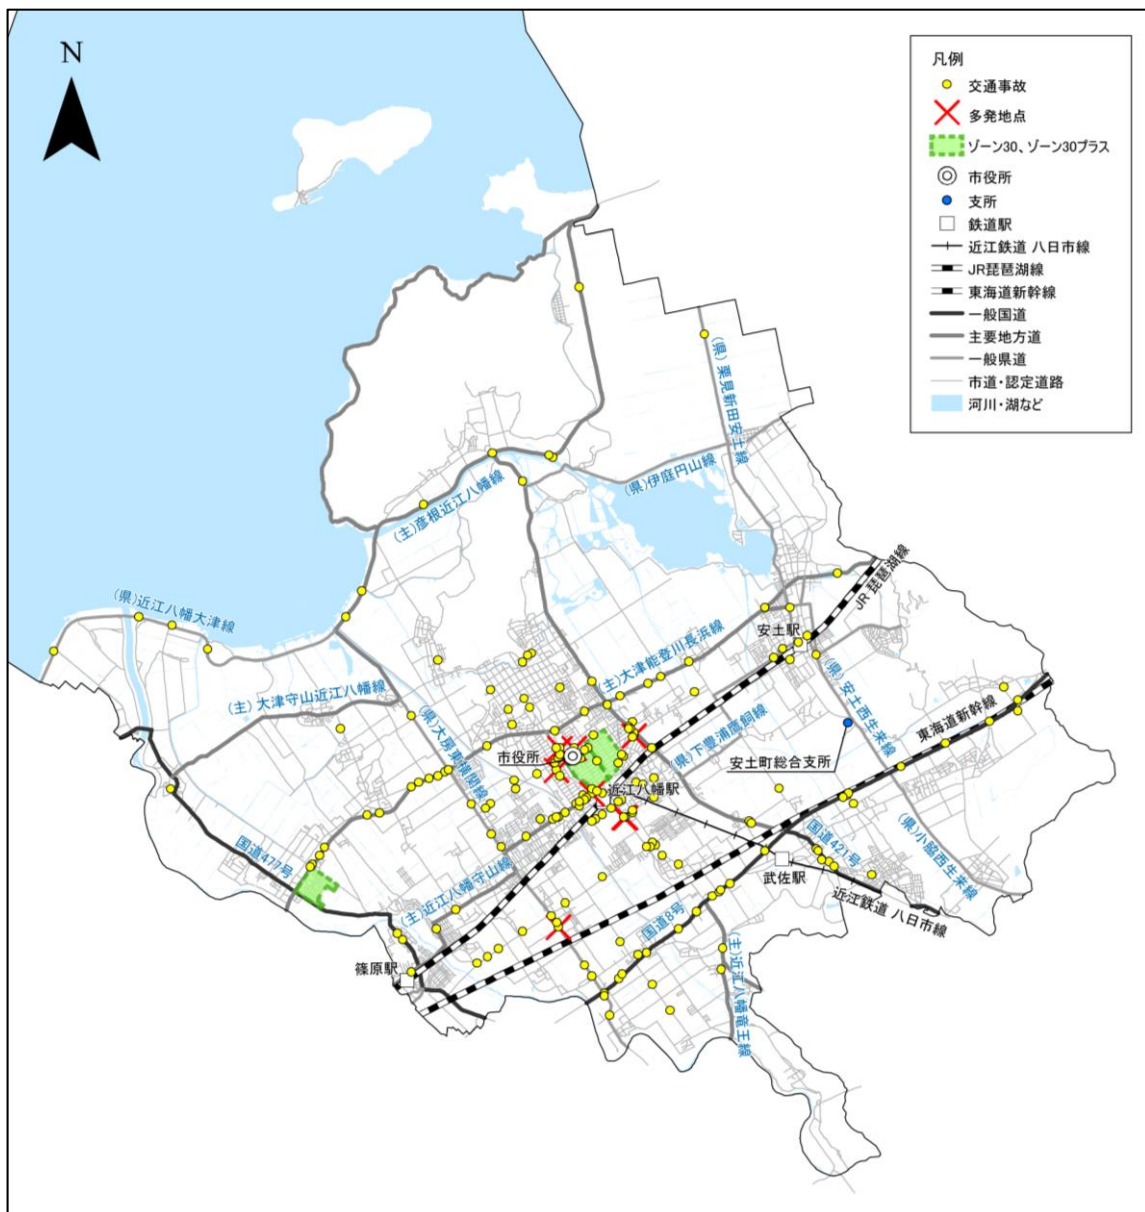 N
凡例
交通事故
多発地点
ゾーン30、ゾーン30プラス
市役所
支所
鉄道駅
近江鉄道 八日市線
JR琵琶湖線
東海道新幹線
一般国道
主要地方道
一般県道
市道・認定道路
河川・湖など
(県)栗見新田安土線
(県)伊庭円山線
(主)彦根近江八幡線
JR 琵琶湖線
(県)近江八幡大津線
安土駅
(主)大津能登川長浜線
(主)大津守山近江八幡線
(県)大房東横関線
(県)安土西生来線
東海道新幹線
市役所
(県)下豊浦鷹飼線
安土町総合支所
近江八幡駅
国道477号
国道421号
(県)小脇西生来線
武佐駅
(主)近江八幡守山線
近江鉄道 八日市線
国道8号
篠原駅
(主)近江八幡竜王線